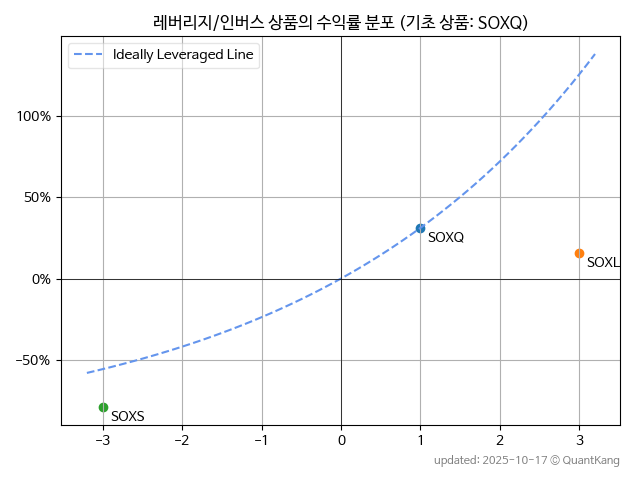 레버리지/인버스 상품의 수익률 분포 (기초 상품: SOXQ)
Ideally Leveraged Line
100%
50%
0%
−50%
SOXQ
SOXL
SOXS
−3 −2 −1 0 1 2 3
updated: 2025-10-17 © QuantKang